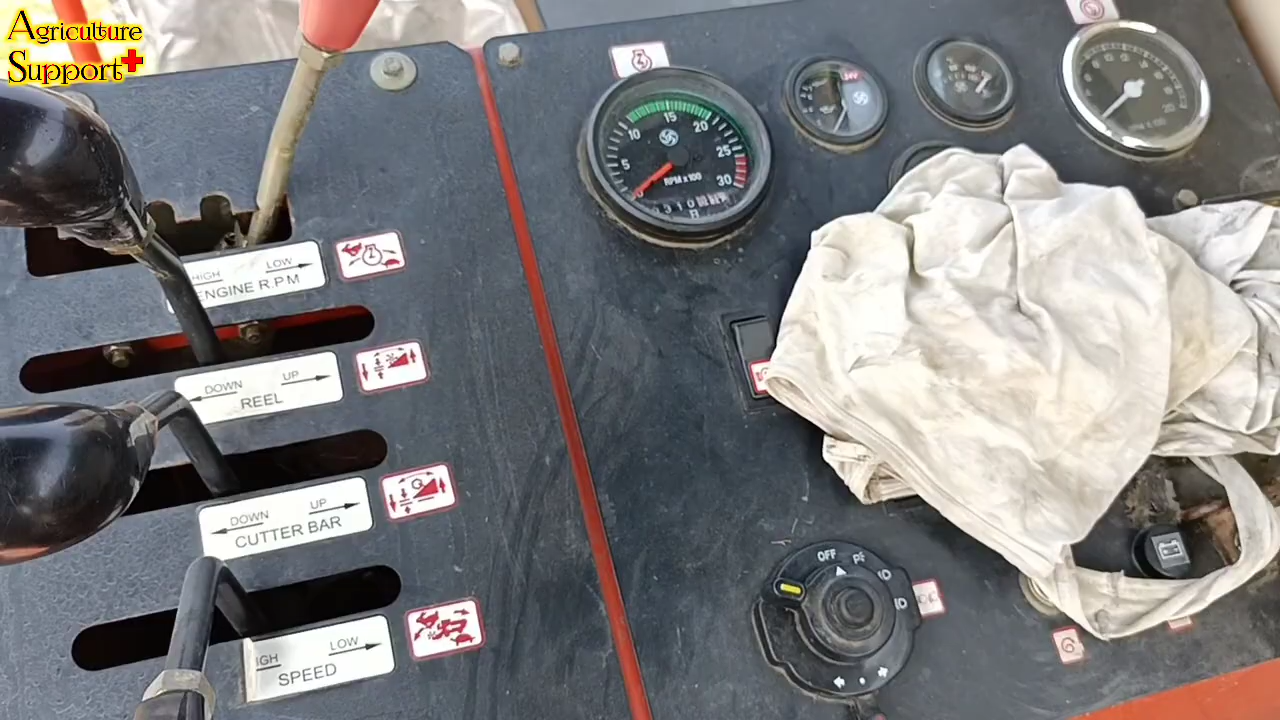 Agriculture
Support
HIGH LOW
ENGINE R.P.M
DOWN UP
REEL
DOWN UP
CUTTER BAR
LOW
SPEED
5 10 15 20 25 30
RPM x 100
24V
OFF